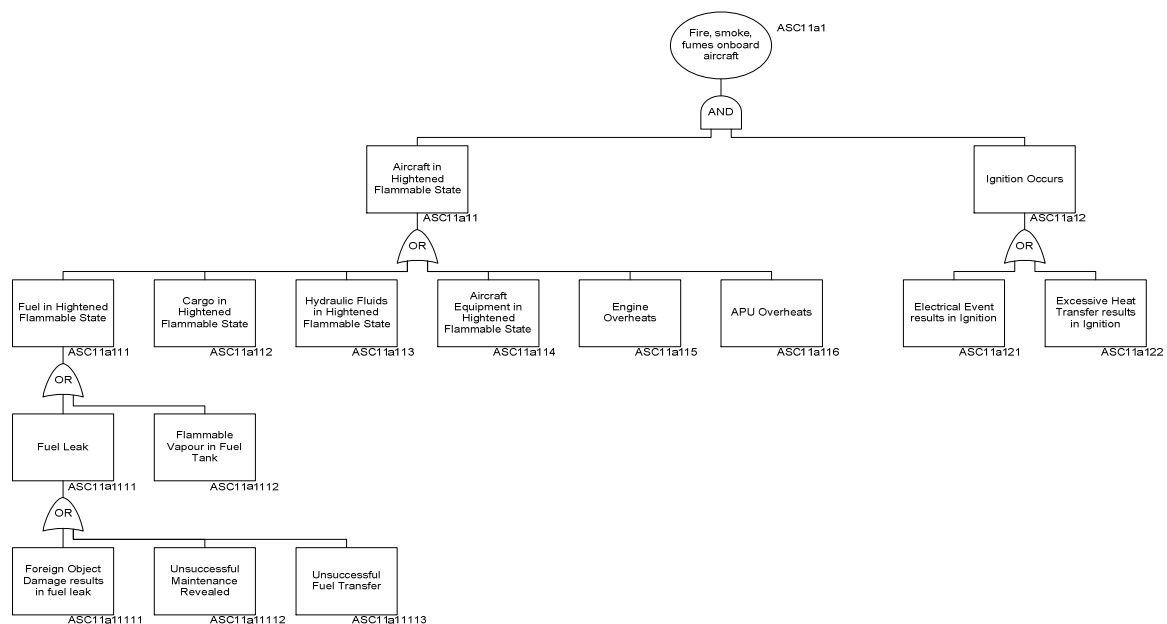 Fire, smoke,
fumes onboard
aircraft
ASC11a1
AND
Aircraft in
Hightened
Flammable State
ASC11a11
Ignition Occurs
ASC11a12
OR
OR
Fuel in Hightened
Flammable State
ASC11a111
Cargo in
Hightened
Flammable State
ASC11a112
Hydraulic Fluids
in Hightened
Flammable State
ASC11a113
Aircraft
Equipment in
Hightened
Flammable State
ASC11a114
Engine
Overheats
ASC11a115
APU Overheats
ASC11a116
Electrical Event
results in Ignition
ASC11a121
Excessive Heat
Transfer results
in Ignition
ASC11a122
OR
Fuel Leak
ASC11a1111
Flammable
Vapour in Fuel
Tank
ASC11a1112
OR
Foreign Object
Damage results
in fuel leak
ASC11a11111
Unsuccessful
Maintenance
Revealed
ASC11a11112
Unsuccessful
Fuel Transfer
ASC11a11113